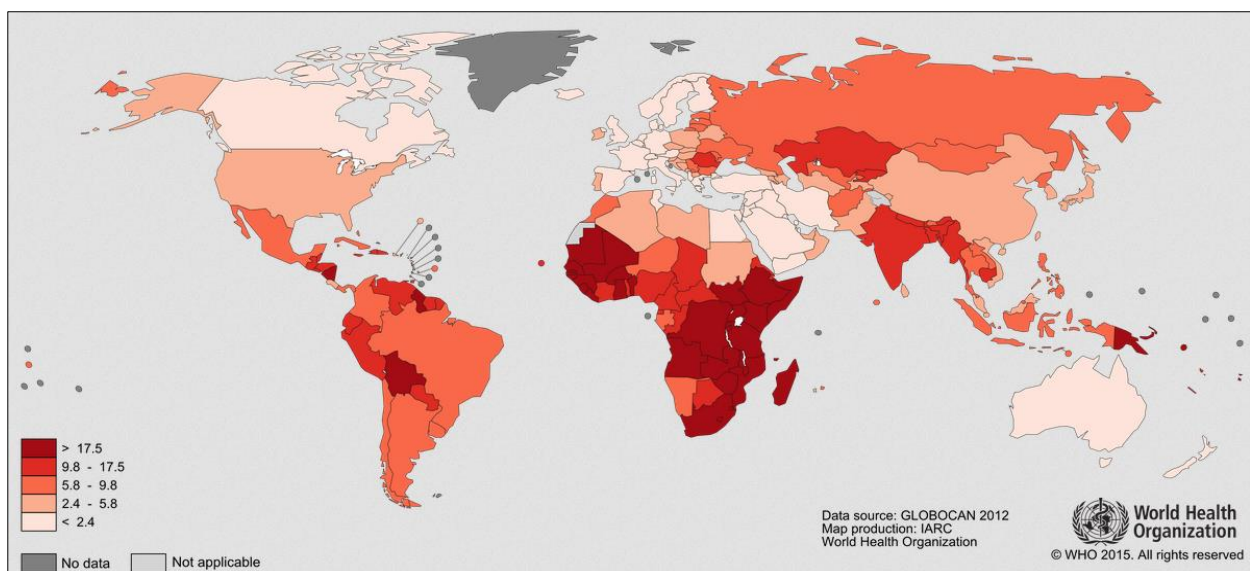 > 17.5
9.8 - 17.5
5.8 - 9.8
2.4 - 5.8
< 2.4
No data
Not applicable
Data source: GLOBOCAN 2012
Map production: IARC
World Health Organization
World Health
Organization
© WHO 2015. All rights reserved